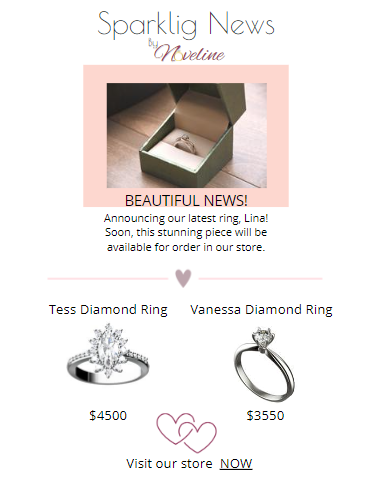 Sparklig News
by Noveline
BEAUTIFUL NEWS!
Announcing our latest ring, Lina!
Soon, this stunning piece will be
available for order in our store.
Tess Diamond Ring
Vanessa Diamond Ring
$4500
$3550
Visit our store NOW